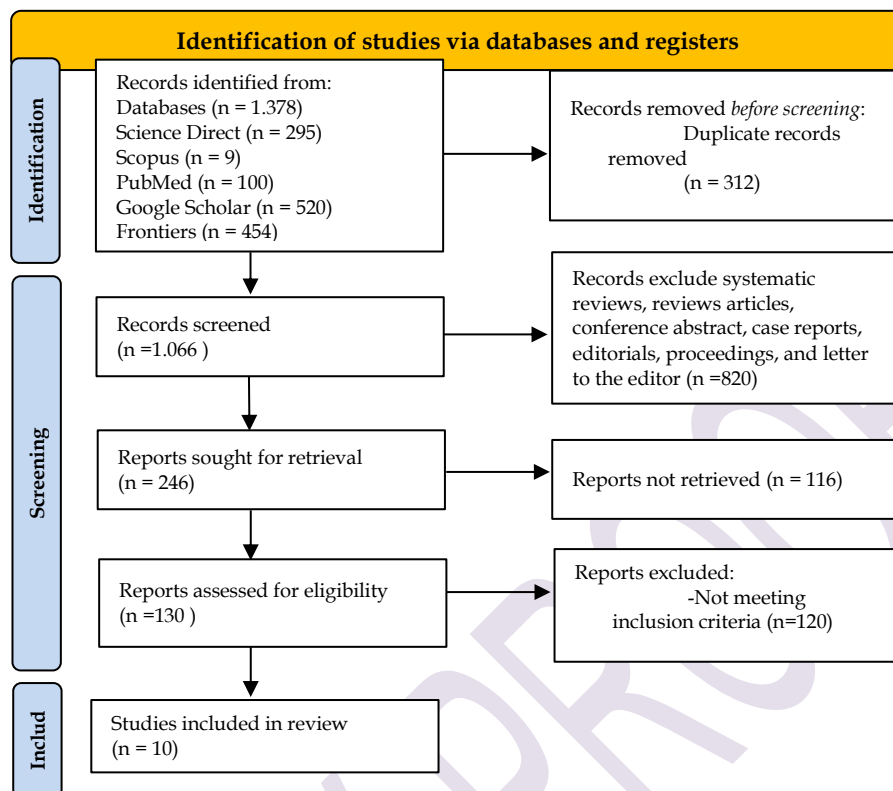 Identification of studies via databases and registers
Identification
Records identified from:
Databases (n = 1.378)
Science Direct (n = 295)
Scopus (n = 9)
PubMed (n = 100)
Google Scholar (n = 520)
Frontiers (n = 454)
Records removed before screening:
Duplicate records
removed
(n = 312)
Screening
Records screened
(n =1.066 )
Records exclude systematic
reviews, reviews articles,
conference abstract, case reports,
editorials, proceedings, and letter
to the editor (n =820)
Reports sought for retrieval
(n = 246)
Reports not retrieved (n = 116)
Reports assessed for eligibility
(n =130 )
Reports excluded:
-Not meeting
inclusion criteria (n=120)
Includ
Studies included in review
(n = 10)